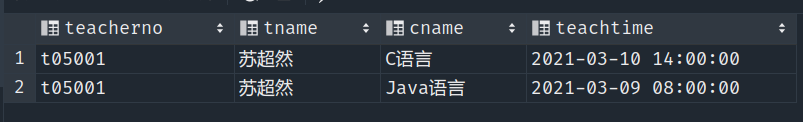 teacherno tname cname teachtime
1 t05001 苏超然 C语言 2021-03-10 14:00:00
2 t05001 苏超然 Java语言 2021-03-09 08:00:00